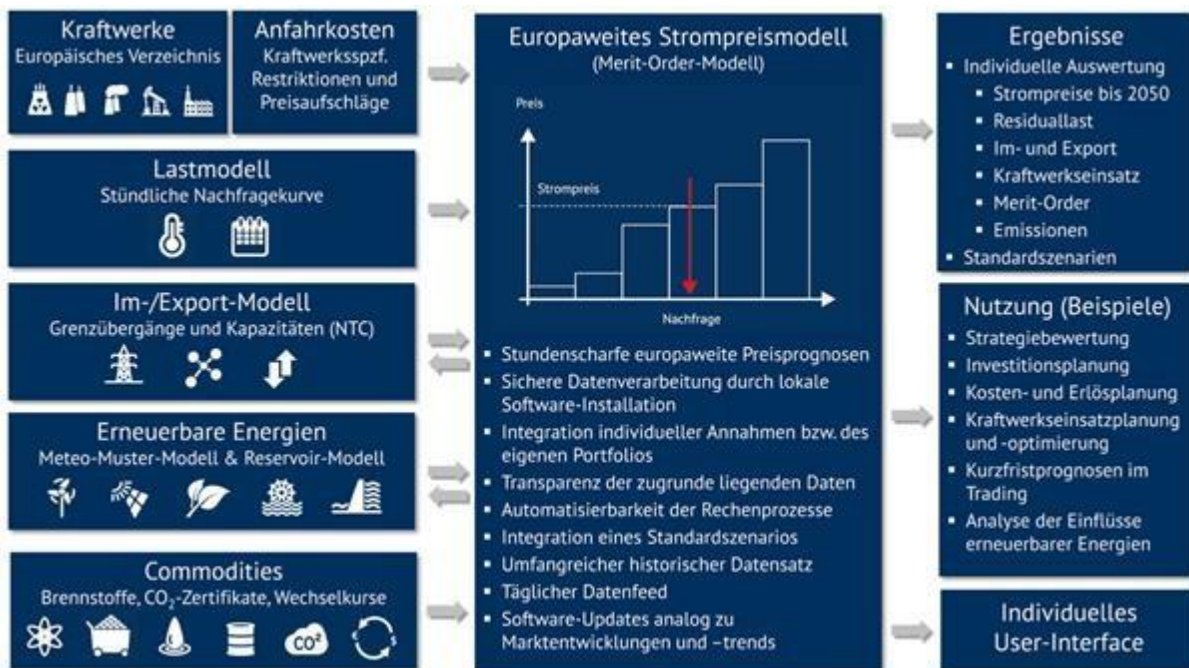 Kraftwerke
Europäisches Verzeichnis
Anfahrkosten
Kraftwerksspzf.
Restriktionen und
Preisaufschläge
Lastmodell
Stündliche Nachfragekurve
Im-/Export-Modell
Grenzübergänge und Kapazitäten (NTC)
Erneuerbare Energien
Meteo-Muster-Modell & Reservoir-Modell
Commodities
Brennstoffe, CO₂-Zertifikate, Wechselkurse
CO²
Europaweites Strompreismodell
(Merit-Order-Modell)
Preis
Strompreis
Nachfrage
▪ Stundenscharfe europaweite Preisprognosen
▪ Sichere Datenverarbeitung durch lokale
Software-Installation
▪ Integration individueller Annahmen bzw. des
eigenen Portfolios
▪ Transparenz der zugrunde liegenden Daten
▪ Automatisierbarkeit der Rechenprozesse
▪ Integration eines Standardszenarios
▪ Umfangreicher historischer Datensatz
▪ Täglicher Datenfeed
▪ Software-Updates analog zu
Marktentwicklungen und –trends
Ergebnisse
▪ Individuelle Auswertung
▪ Strompreise bis 2050
▪ Residuallast
▪ Im- und Export
▪ Kraftwerkseinsatz
▪ Merit-Order
▪ Emissionen
▪ Standardszenarien
Nutzung (Beispiele)
▪ Strategiebewertung
▪ Investitionsplanung
▪ Kosten- und Erlösplanung
▪ Kraftwerkseinsatzplanung
und -optimierung
▪ Kurzfristprognosen im
Trading
▪ Analyse der Einflüsse
erneuerbarer Energien
Individuelles
User-Interface